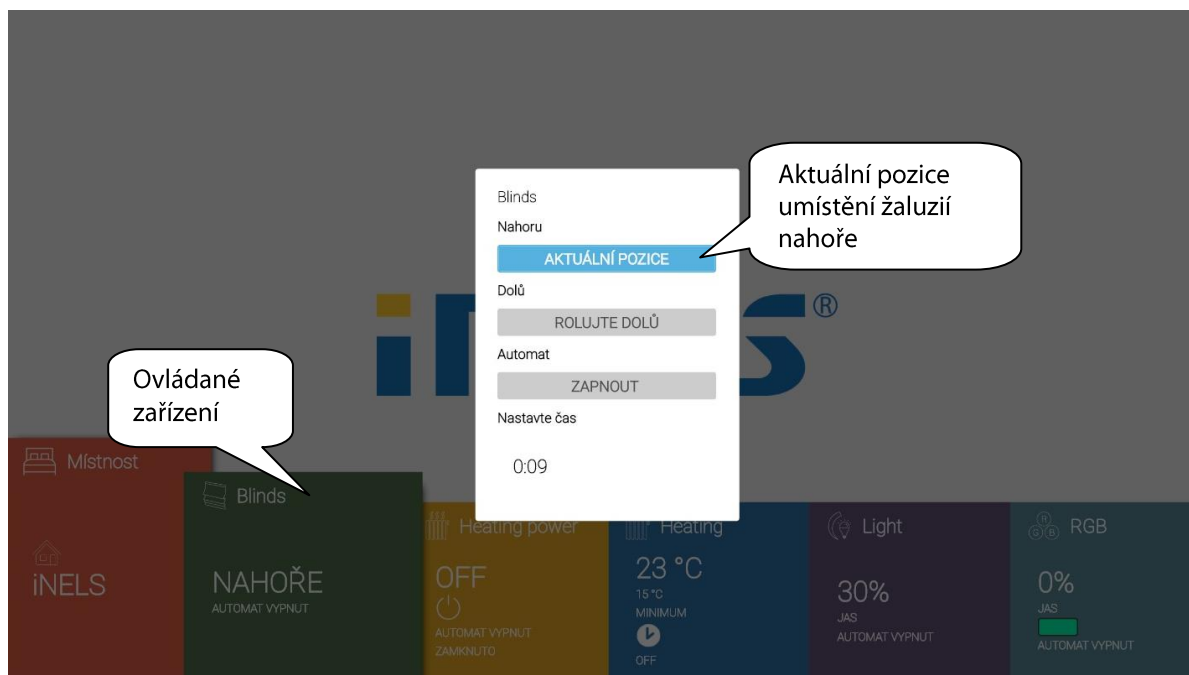 Aktuální pozice
umístění žaluzií
nahoře
Blinds
Nahoru
AKTUÁLNÍ POZICE
Dolů
ROLUJTE DOLŮ
Automat
ZAPNOUT
Nastavte čas
0:09
®
Ovládané
zařízení
Místnost
iNELS
Blinds
NAHOŘE
AUTOMAT VYPNUT
Heating power
OFF
AUTOMAT VYPNUT
ZAMKNUTO
Heating
23 °C
15 °C
MINIMUM
OFF
Light
30%
JAS
AUTOMAT VYPNUT
R
G B
RGB
0%
JAS
AUTOMAT VYPNUT